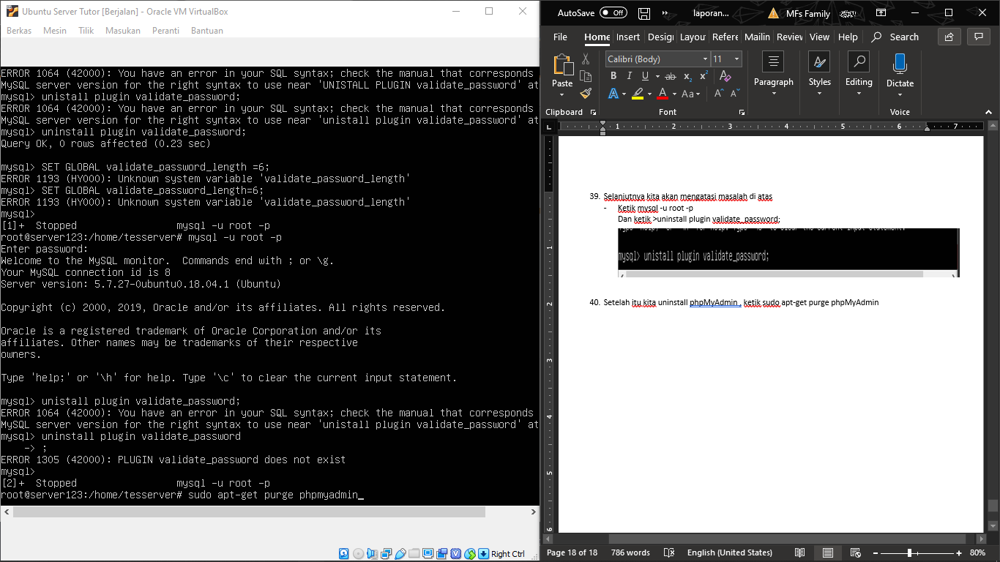 Ubuntu Server Tutor [Berjalan] - Oracle VM VirtualBox
Berkas Mesin Tilik Masukan Peranti Bantuan
ERROR 1064 (42000): You have an error in your SQL syntax; check the manual that corresponds
MySQL server version for the right syntax to use near 'UNISTALL PLUGIN validate_password' at
mysql> unistall plugin validate_password;
ERROR 1064 (42000): You have an error in your SQL syntax; check the manual that corresponds
MySQL server version for the right syntax to use near 'unistall plugin validate_password' at
mysql> uninstall plugin validate_password;
Query OK, 0 rows affected (0.23 sec)
mysql> SET GLOBAL validate_password_length =6;
ERROR 1193 (HY000): Unknown system variable 'validate_password_length'
mysql> SET GLOBAL validate_password_length=6;
ERROR 1193 (HY000): Unknown system variable 'validate_password_length'
mysql>
[1]+ Stopped mysql -u root -p
root@server123:/home/tesserver# mysql -u root -p
Enter password:
Welcome to the MySQL monitor. Commands end with ; or \g.
Your MySQL connection id is 8
Server version: 5.7.27-0ubuntu0.18.04.1 (Ubuntu)
Copyright (c) 2000, 2019, Oracle and/or its affiliates. All rights reserved.
Oracle is a registered trademark of Oracle Corporation and/or its
affiliates. Other names may be trademarks of their respective
owners.
Type 'help;' or '\h' for help. Type '\c' to clear the current input statement.
mysql> unistall plugin validate_password;
ERROR 1064 (42000): You have an error in your SQL syntax; check the manual that corresponds
MySQL server version for the right syntax to use near 'unistall plugin validate_password' at
mysql> uninstall plugin validate_password
-> ;
ERROR 1305 (42000): PLUGIN validate_password does not exist
mysql>
[2]+ Stopped mysql -u root -p
root@server123:/home/tesserver# sudo apt-get purge phpmyadmin_
Right Ctrl
AutoSave Off laporan... MFs Family
File Home Insert Desig Layou Refere Mailin Review View Help Search
Paste Calibri (Body) 11 Paragraph Styles Editing Dictate
B I U ab x₂ x²
A A Aa A A
Clipboard Font Voice
1 2 3 4 5 6 7
1
2
3
4
5
6
39. Selanjutnya kita akan mengatasi masalah di atas
- Ketik mysql -u root -p
Dan ketik >uninstall plugin validate_password;
mysql> unistall plugin validate_password;
40. Setelah itu kita uninstall phpMyAdmin , ketik sudo apt-get purge phpMyAdmin
Page 18 of 18 786 words English (United States) 80%